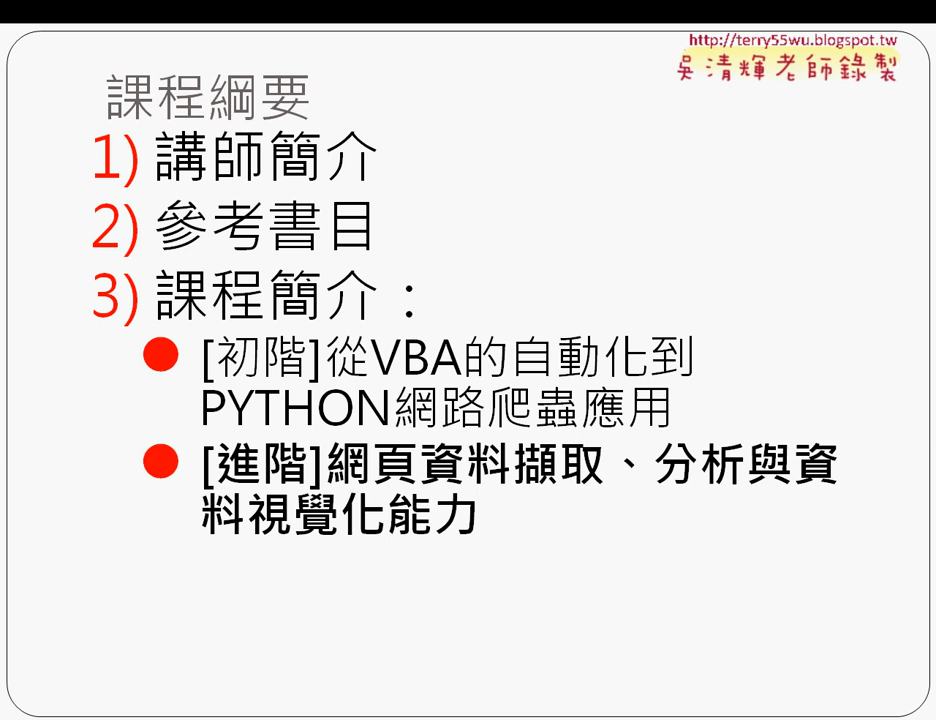 http://terry55wu.blogspot.tw
吳清輝老師錄製
課程綱要
1) 講師簡介
2) 參考書目
3) 課程簡介：
[初階]從VBA的自動化到
PYTHON網路爬蟲應用
[進階]網頁資料擷取、分析與資
料視覺化能力